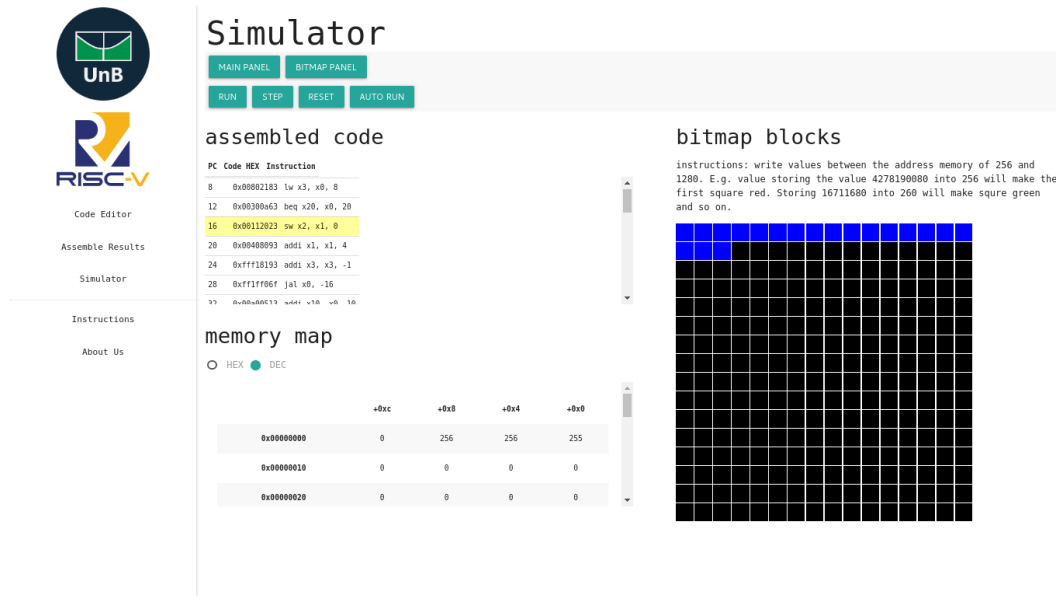 UnB
RISC-V
Code Editor
Assemble Results
Simulator
Instructions
About Us
Simulator
MAIN PANEL BITMAP PANEL
RUN STEP RESET AUTO RUN
assembled code
PC Code HEX Instruction
8 0x00802183 lw x3, x0, 8
12 0x00300a63 beq x20, x0, 20
16 0x00112023 sw x2, x1, 0
20 0x00408093 addi x1, x1, 4
24 0xfff18193 addi x3, x3, -1
28 0xff1ff06f jal x0, -16
32 0x00a00513 addi x10, x0, 10
memory map
HEX DEC
+0xc +0x8 +0x4 +0x0
0x00000000 0 256 256 255
0x00000010 0 0 0 0
0x00000020 0 0 0 0
bitmap blocks
instructions: write values between the address memory of 256 and
1280. E.g. value storing the value 4278190080 into 256 will make the
first square red. Storing 16711680 into 260 will make squre green
and so on.